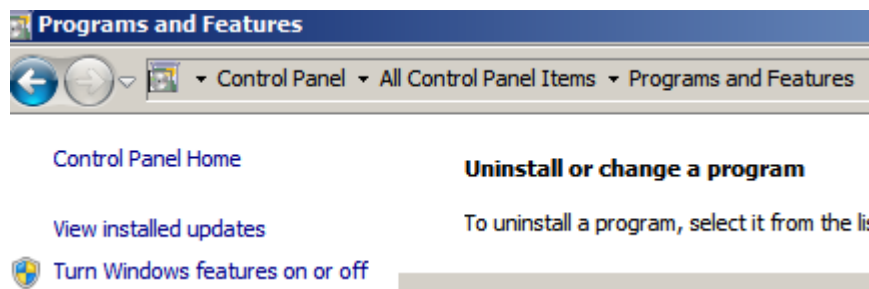 Programs and Features
Control Panel All Control Panel Items Programs and Features
Control Panel Home
View installed updates
Turn Windows features on or off
Uninstall or change a program
To uninstall a program, select it from the